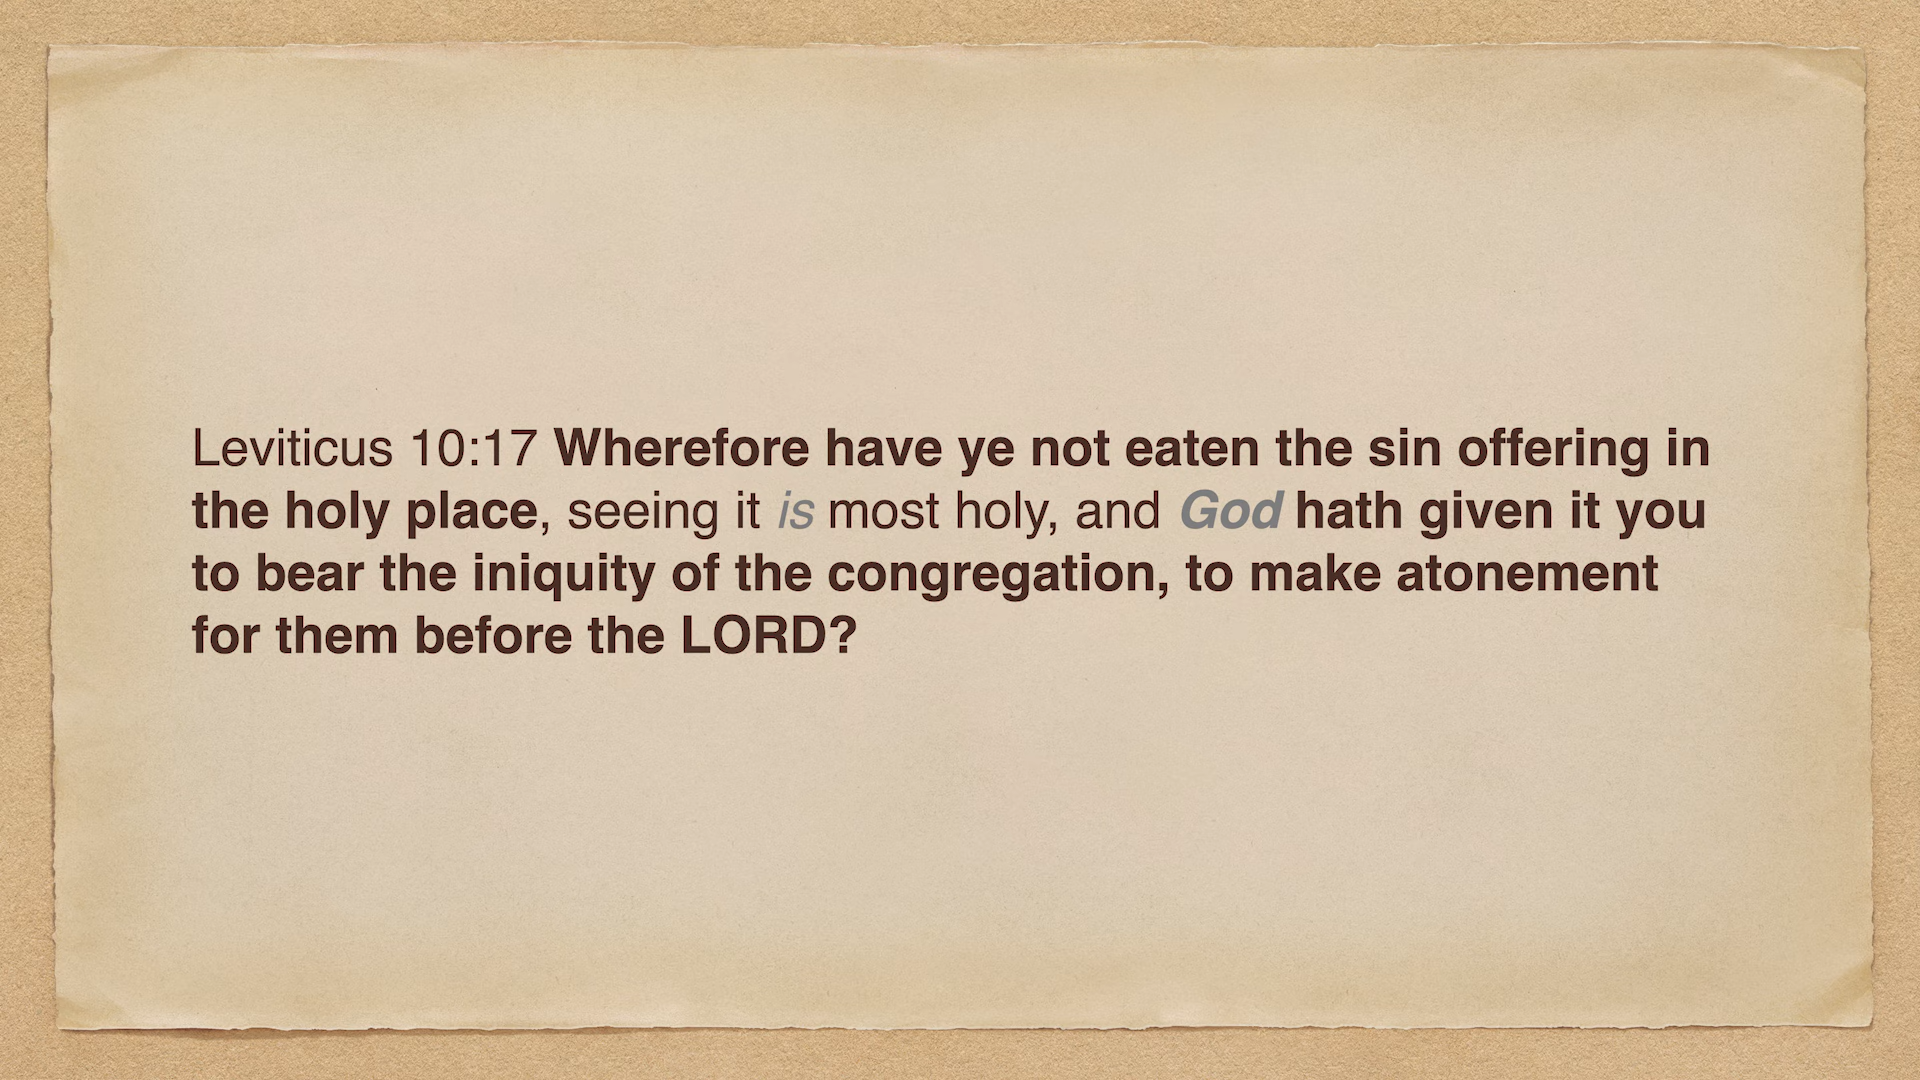 Leviticus 10:17 Wherefore have ye not eaten the sin offering in
the holy place, seeing it is most holy, and God hath given it you
to bear the iniquity of the congregation, to make atonement
for them before the LORD?